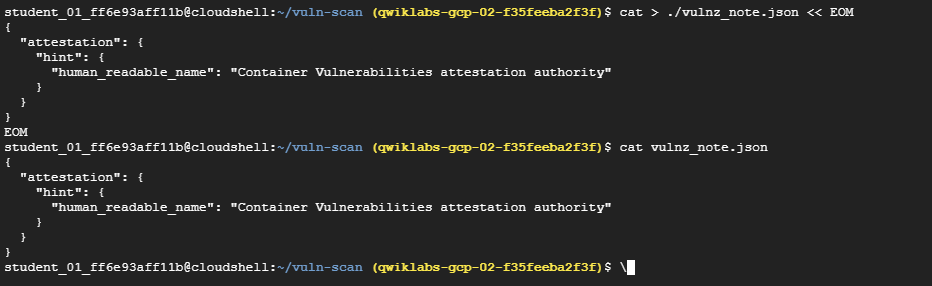 student_01_ff6e93aff11b@cloudshell:~/vuln-scan (qwiklabs-gcp-02-f35feeba2f3f)$ cat > ./vulnz_note.json << EOM
{
  "attestation": {
    "hint": {
      "human_readable_name": "Container Vulnerabilities attestation authority"
    }
  }
}
EOM
student_01_ff6e93aff11b@cloudshell:~/vuln-scan (qwiklabs-gcp-02-f35feeba2f3f)$ cat vulnz_note.json
{
  "attestation": {
    "hint": {
      "human_readable_name": "Container Vulnerabilities attestation authority"
    }
  }
}
student_01_ff6e93aff11b@cloudshell:~/vuln-scan (qwiklabs-gcp-02-f35feeba2f3f)$ \